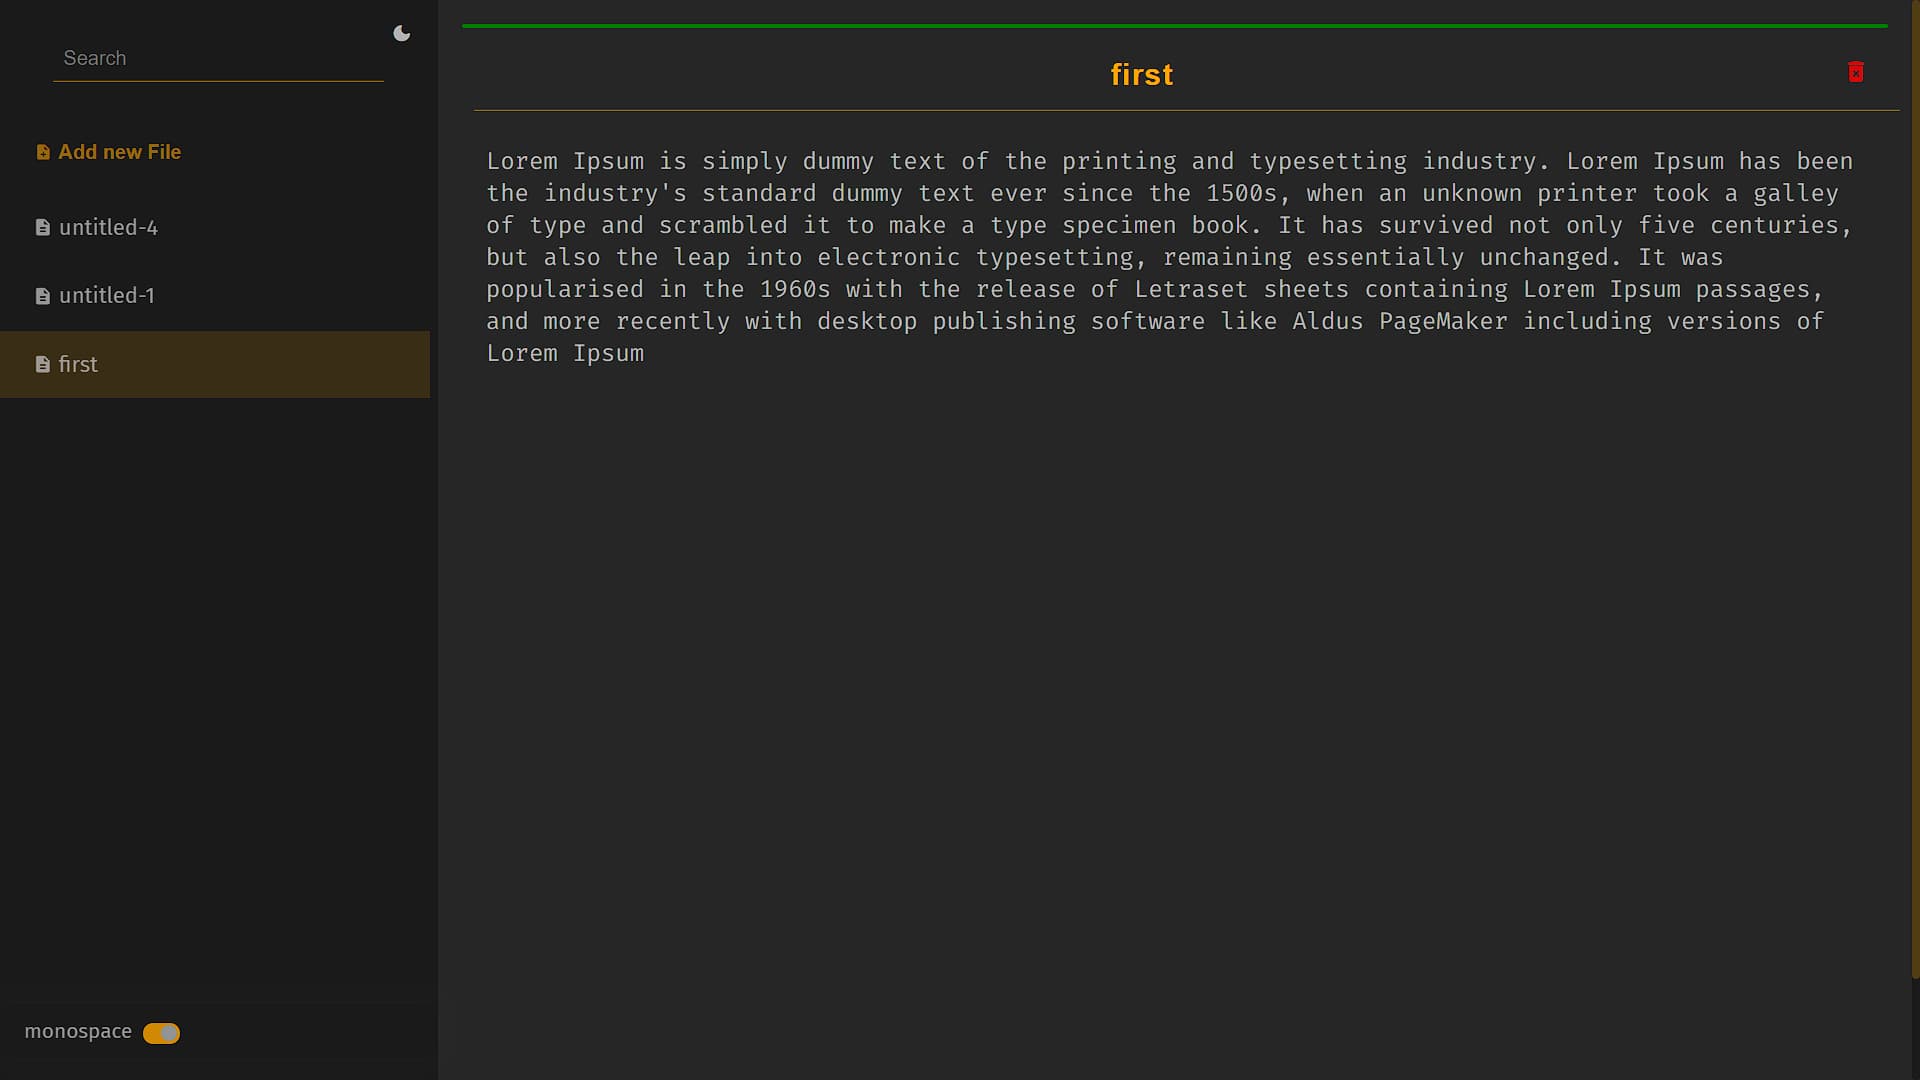 Search
Add new File
untitled-4
untitled-1
first
monospace
first
Lorem Ipsum is simply dummy text of the printing and typesetting industry. Lorem Ipsum has been
the industry's standard dummy text ever since the 1500s, when an unknown printer took a galley
of type and scrambled it to make a type specimen book. It has survived not only five centuries,
but also the leap into electronic typesetting, remaining essentially unchanged. It was
popularised in the 1960s with the release of Letraset sheets containing Lorem Ipsum passages,
and more recently with desktop publishing software like Aldus PageMaker including versions of
Lorem Ipsum